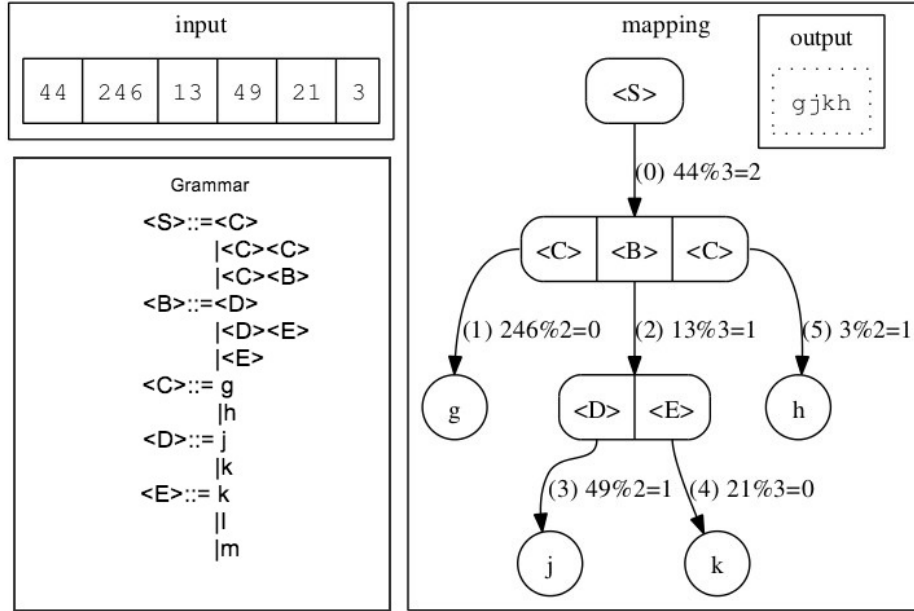 input
44 246 13 49 21 3
Grammar
<S>::=<C>
|<C><C>
|<C><B>
<B>::=<D>
|<D><E>
|<E>
<C>::= g
|h
<D>::= j
|k
<E>::= k
|l
|m
mapping
output
gjkh
<S>
(0) 44%3=2
<C> <B> <C>
(1) 246%2=0
(2) 13%3=1
(5) 3%2=1
g
<D> <E>
h
(3) 49%2=1
(4) 21%3=0
j
k